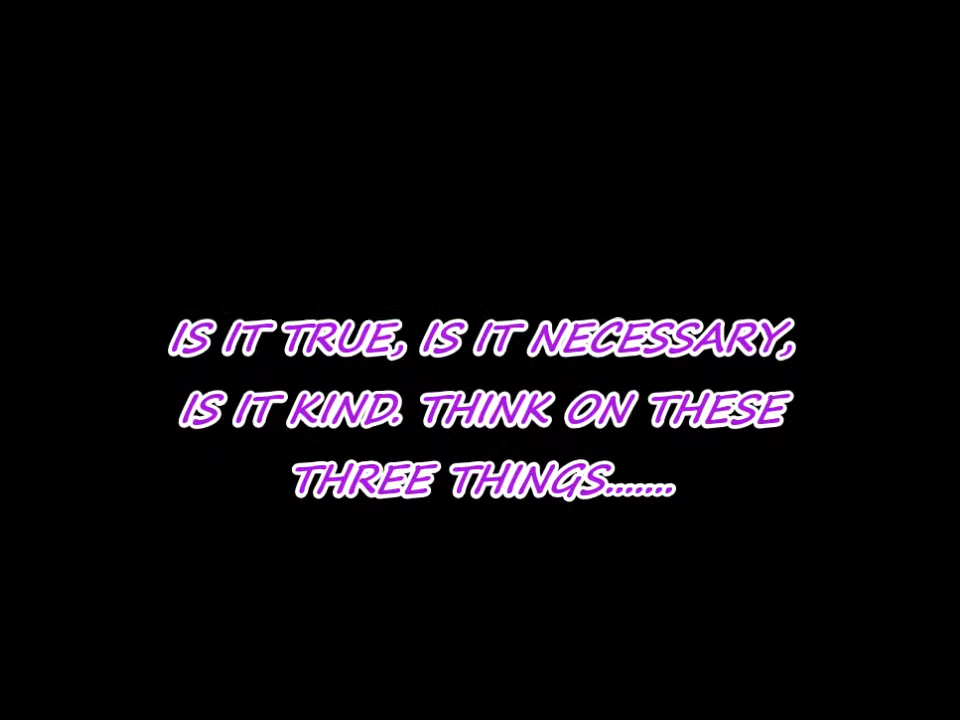 IS IT TRUE, IS IT NECESSARY,
IS IT KIND. THINK ON THESE
THREE THINGS.......